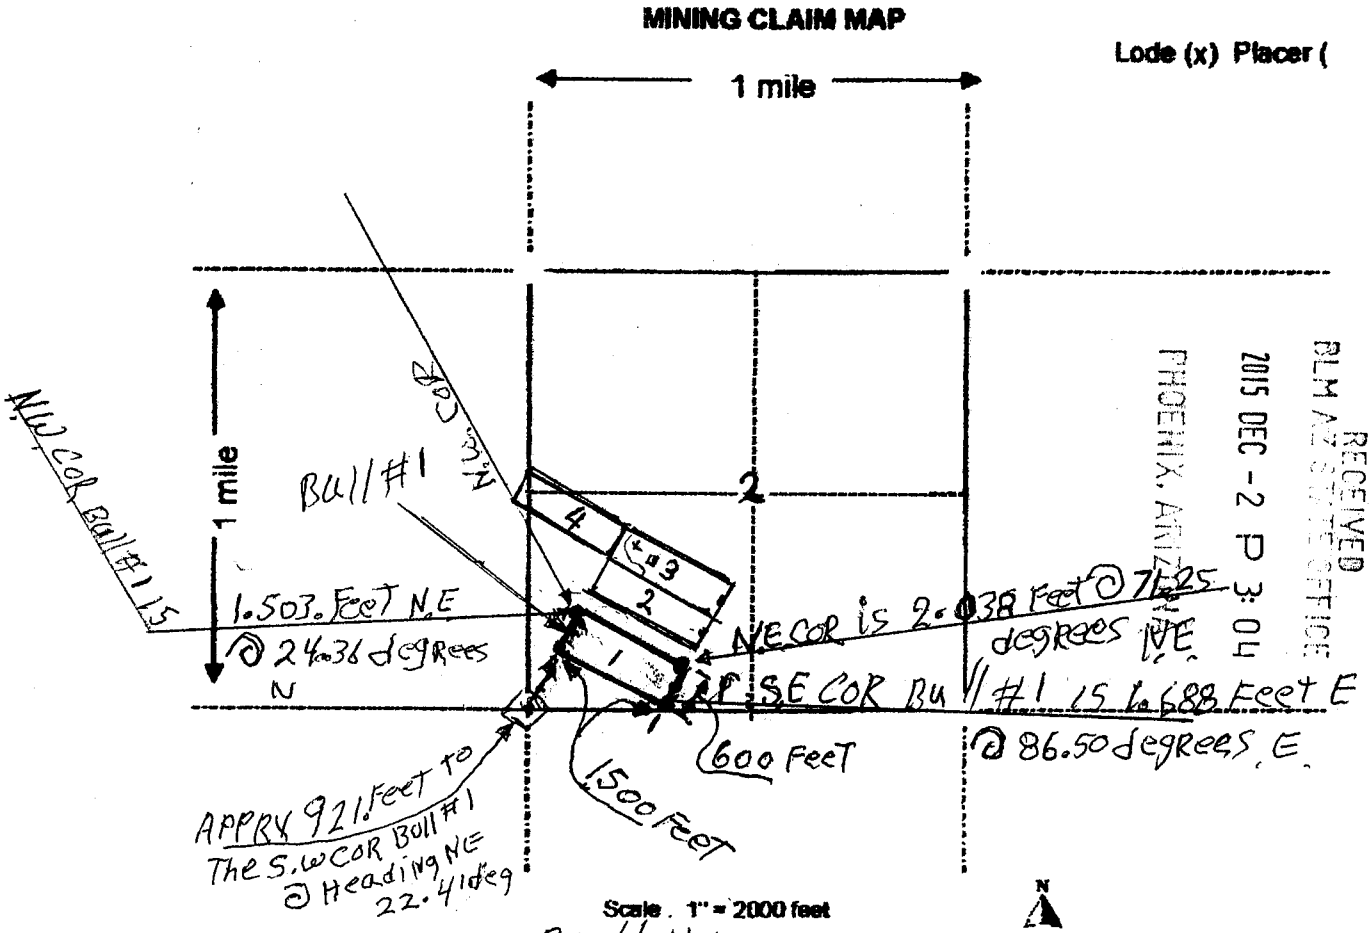 MINING CLAIM MAP
Lode (x) Placer (
1 mile
1 mile
N.W. COR
N.W. COR Bull #1 is
1.503. Feet N.E
@ 24.36 degrees
N
Bull #1
4
#3
2
1
2
N.E. COR is 2.038 Feet @ 71.25
degrees N.E.
S.E COR Bull #1 is 1.688 Feet E
@ 86.50 degrees E.
600 Feet
1500 Feet
APPRX 921. Feet to
The S.W COR Bull #1
@ Heading NE
22.41 deg
RECEIVED
BLM AZ STATE OFFICE
2015 DEC -2 P 3:04
PHOENIX, ARIZONA
Scale. 1" = 2000 feet
N